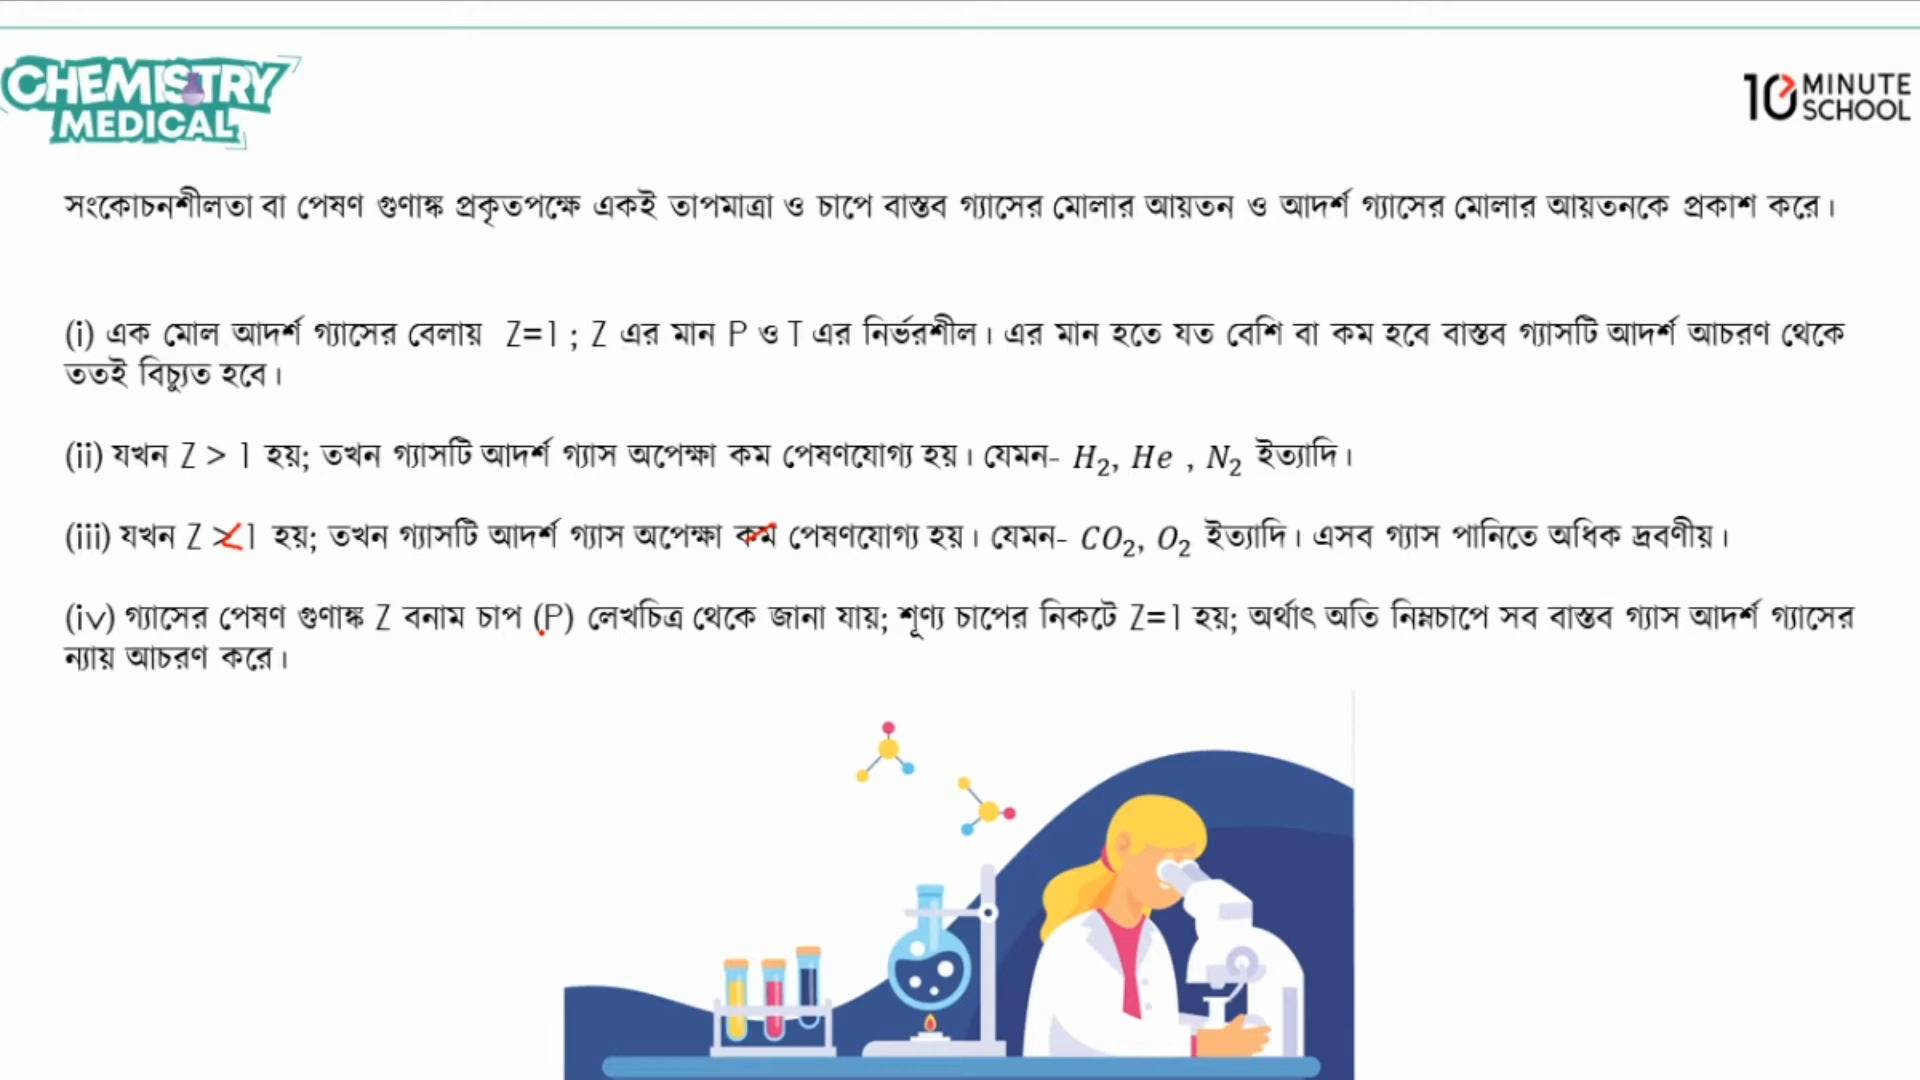 CHEMISTRY
MEDICAL
10 MINUTE
SCHOOL
সংকোচনশীলতা বা পেষণ গুণাঙ্ক প্রকৃতপক্ষে একই তাপমাত্রা ও চাপে বাস্তব গ্যাসের মোলার আয়তন ও আদর্শ গ্যাসের মোলার আয়তনকে প্রকাশ করে।
(i) এক মোল আদর্শ গ্যাসের বেলায় Z=1 ; Z এর মান P ও T এর নির্ভরশীল। এর মান হতে যত বেশি বা কম হবে বাস্তব গ্যাসটি আদর্শ আচরণ থেকে
ততই বিচ্যুত হবে।
(ii) যখন Z > 1 হয়; তখন গ্যাসটি আদর্শ গ্যাস অপেক্ষা কম পেষণযোগ্য হয়। যেমন- H₂, He , N₂ ইত্যাদি।
(iii) যখন Z > < 1 হয়; তখন গ্যাসটি আদর্শ গ্যাস অপেক্ষা কম পেষণযোগ্য হয়। যেমন- CO₂, O₂ ইত্যাদি। এসব গ্যাস পানিতে অধিক দ্রবণীয়।
(iv) গ্যাসের পেষণ গুণাঙ্ক Z বনাম চাপ (P) লেখচিত্র থেকে জানা যায়; শূণ্য চাপের নিকটে Z=1 হয়; অর্থাৎ অতি নিম্নচাপে সব বাস্তব গ্যাস আদর্শ গ্যাসের
ন্যায় আচরণ করে।